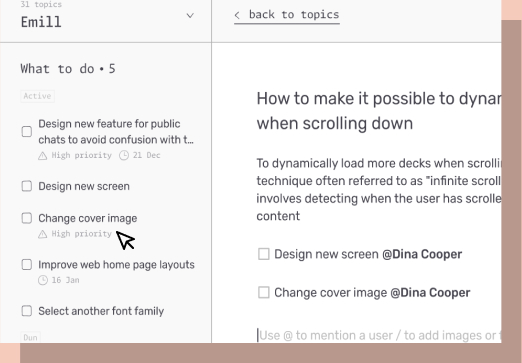 31 topics
Emill
< back to topics
What to do • 5
Active
Design new feature for public
chats to avoid confusion with t...
High priority 21 Dec
Design new screen
Change cover image
High priority
Improve web home page layouts
16 Jan
Select another font family
Dun
How to make it possible to dynar
when scrolling down
To dynamically load more decks when scrolli
technique often referred to as "infinite scroll
involves detecting when the user has scrolle
content
Design new screen @Dina Cooper
Change cover image @Dina Cooper
Use @ to mention a user / to add images or f